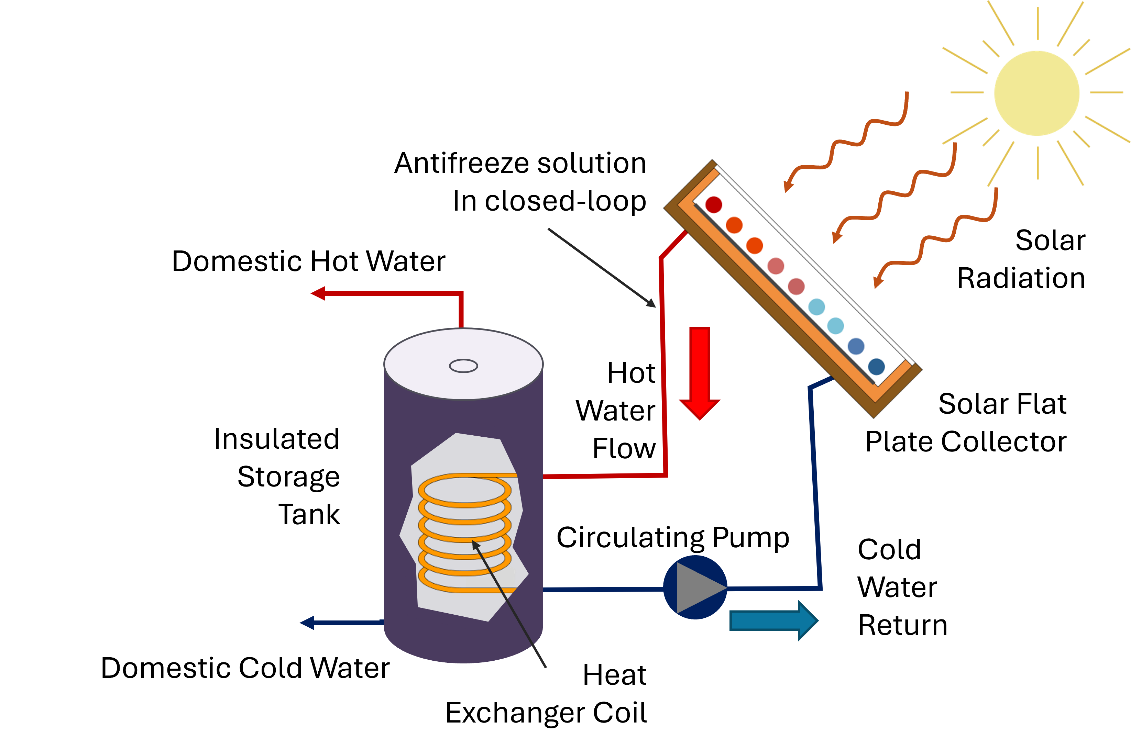 Antifreeze solution
In closed-loop
Solar
Radiation
Domestic Hot Water
Hot
Water
Flow
Solar Flat
Plate Collector
Insulated
Storage
Tank
Circulating Pump
Cold
Water
Return
Domestic Cold Water
Heat
Exchanger Coil